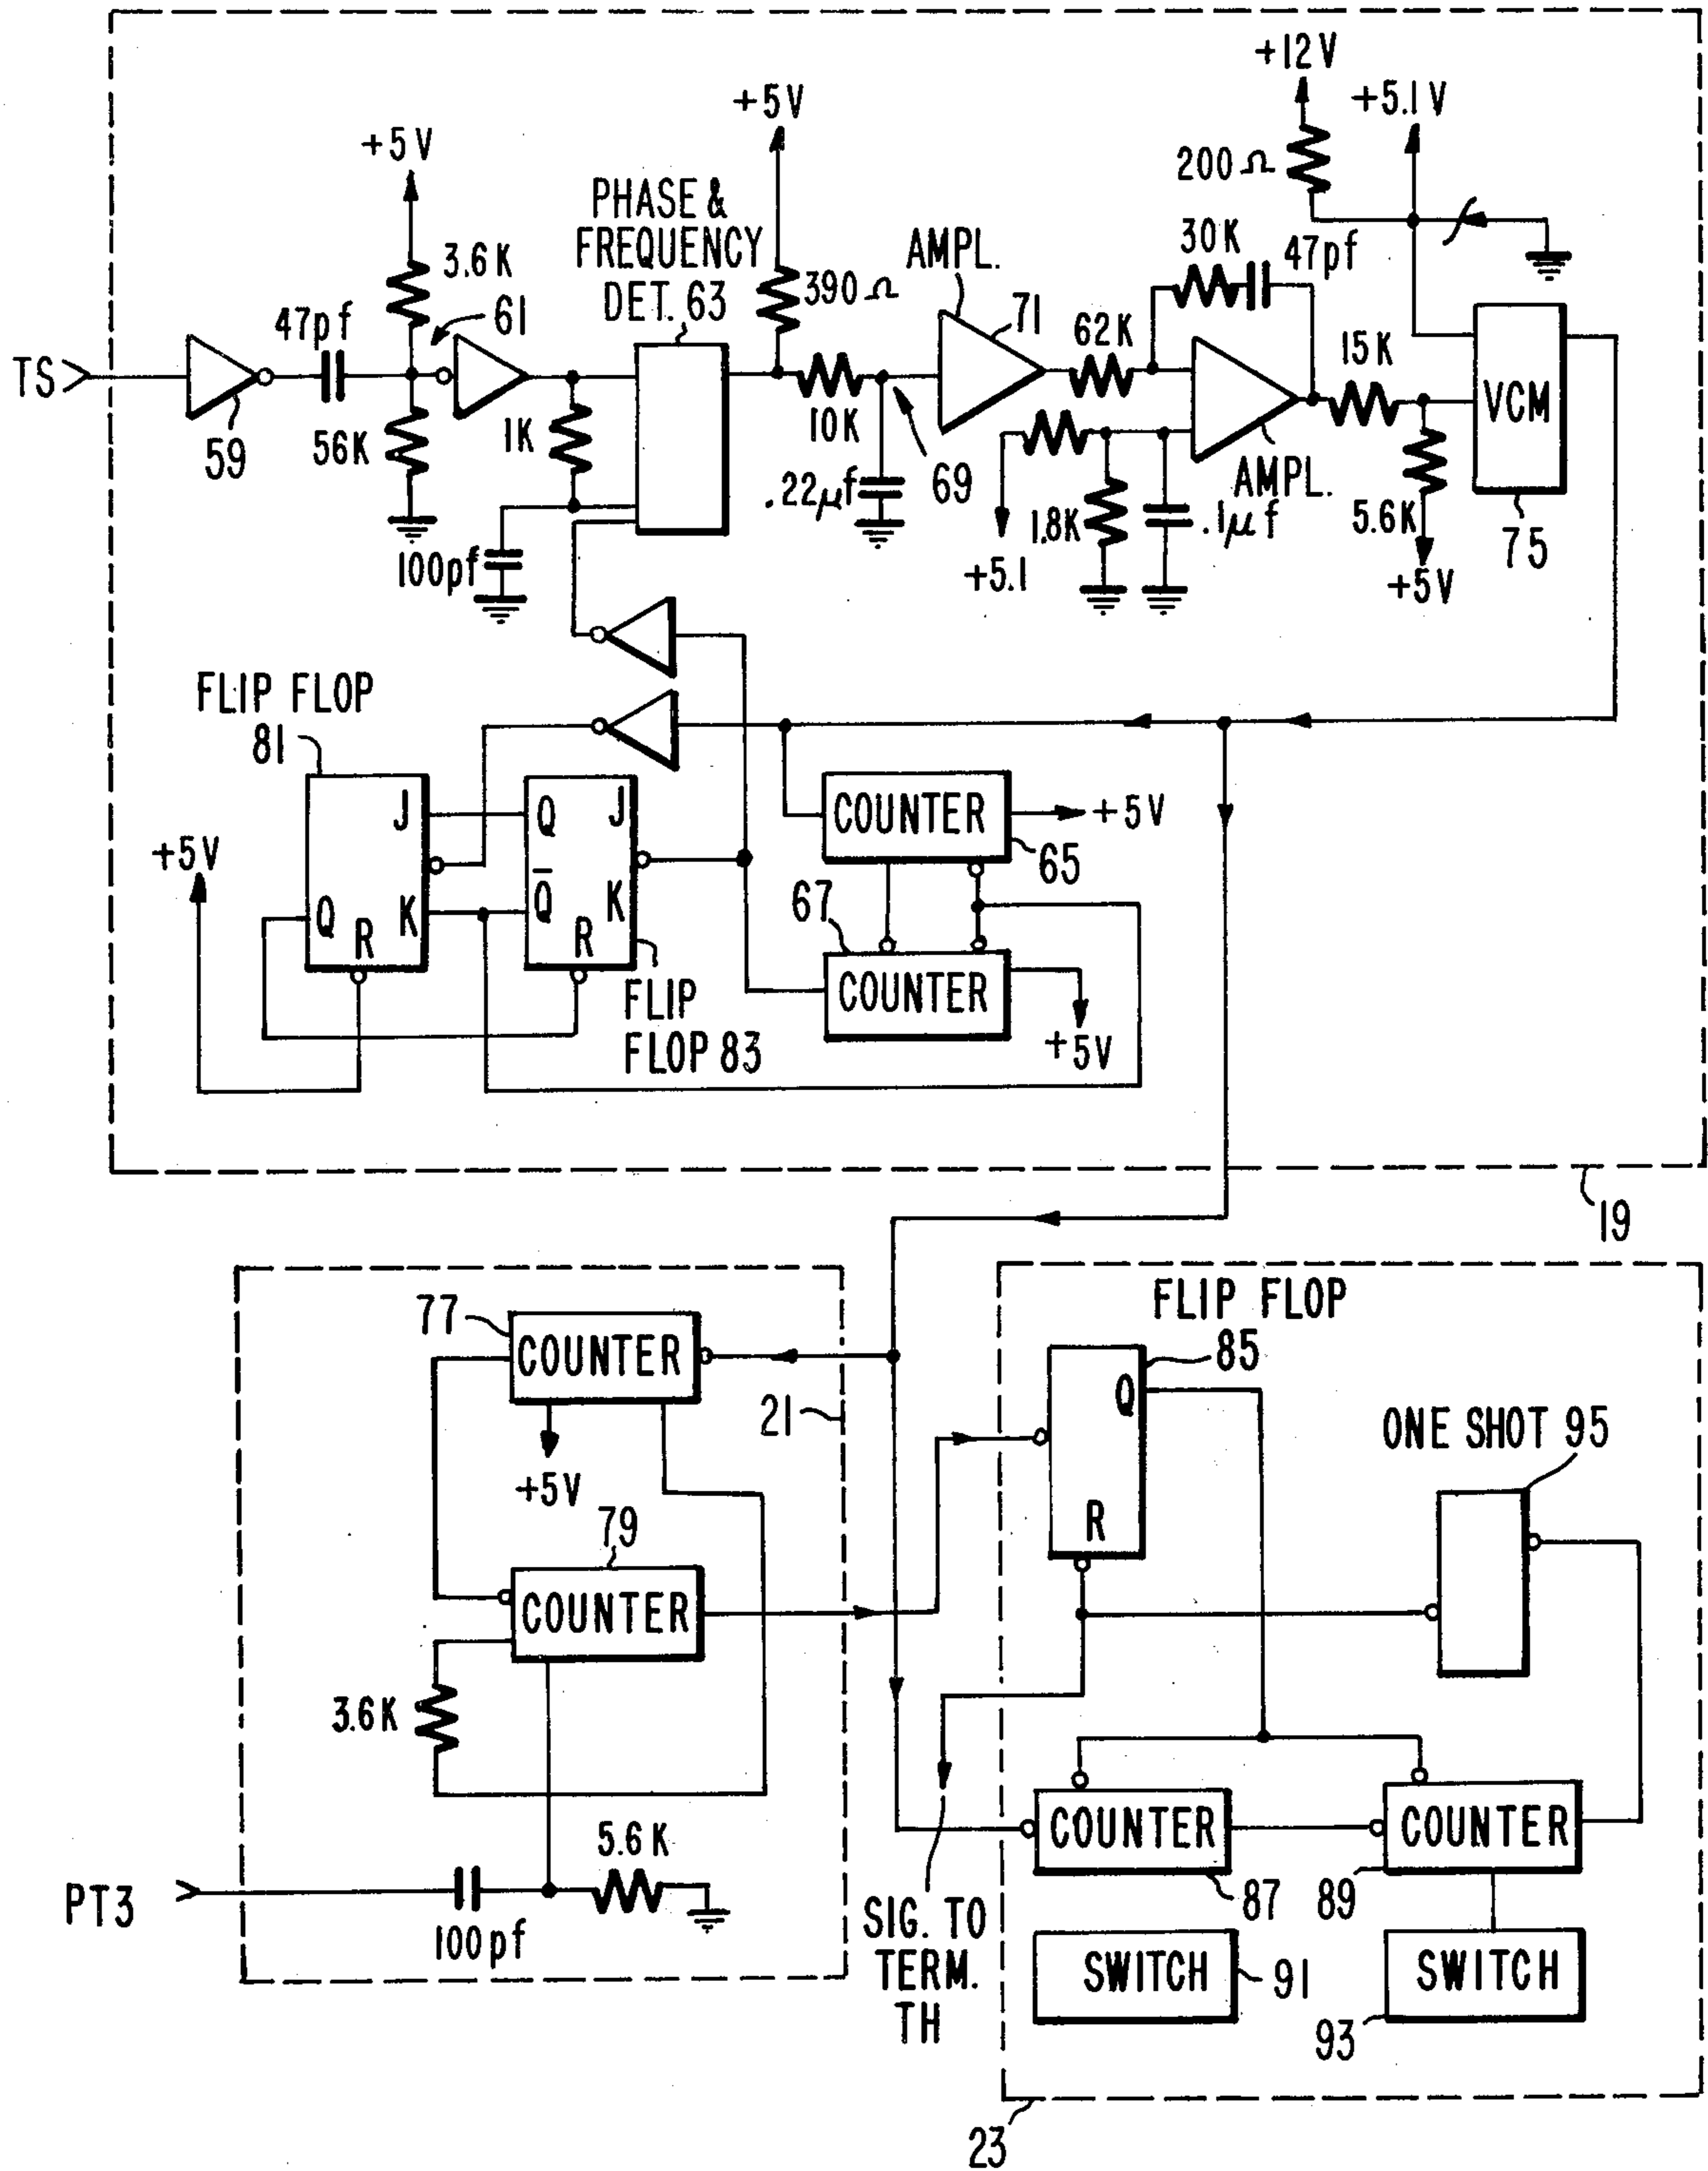 +12V
+5.1V
+5V
+5V
200Ω
PHASE &
FREQUENCY
DET. 63
3.6K
47pf
61
390Ω
AMPL.
71
30K
47pf
62K
15K
TS
VCM
59
56K
1K
10K
.22µf
69
AMPL.
100pf
+5.1
1.8K
.1µf
5.6K
+5V
75
FLIP FLOP
81
J
Q
J
COUNTER
+5V
+5V
65
Q
R
K
Q̄
R
K
67
COUNTER
FLIP
FLOP 83
+5V
19
77
COUNTER
21
+5V
79
COUNTER
3.6K
5.6K
PT3
100pf
FLIP FLOP
85
Q
R
ONE SHOT 95
COUNTER
COUNTER
87
89
SIG. TO
TERM.
TH
SWITCH
91
SWITCH
93
23